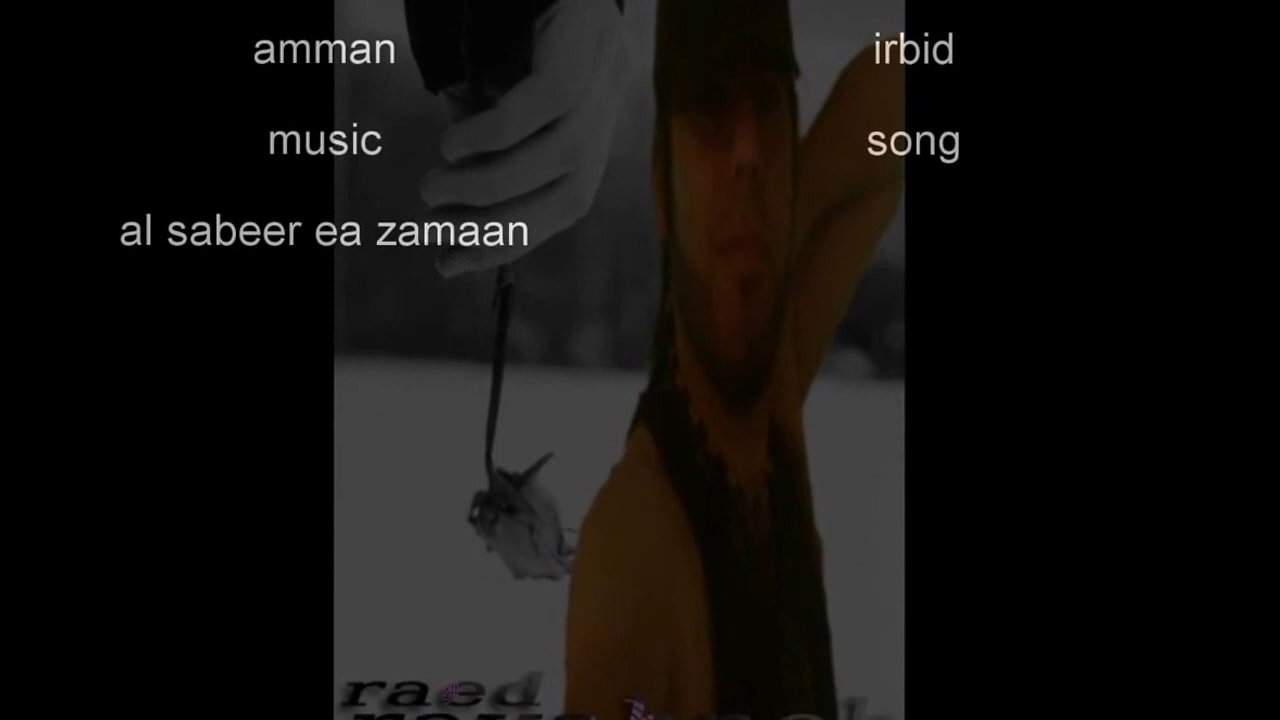 amman irbid
music song
al sabeer ea zamaan
raed